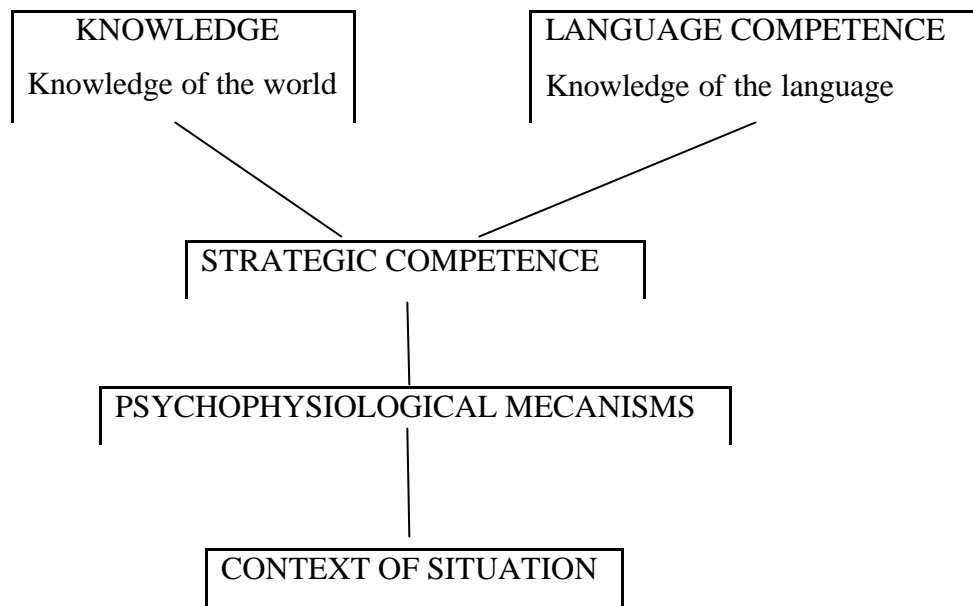 KNOWLEDGE
Knowledge of the world
LANGUAGE COMPETENCE
Knowledge of the language
STRATEGIC COMPETENCE
PSYCHOPHYSIOLOGICAL MECANISMS
CONTEXT OF SITUATION